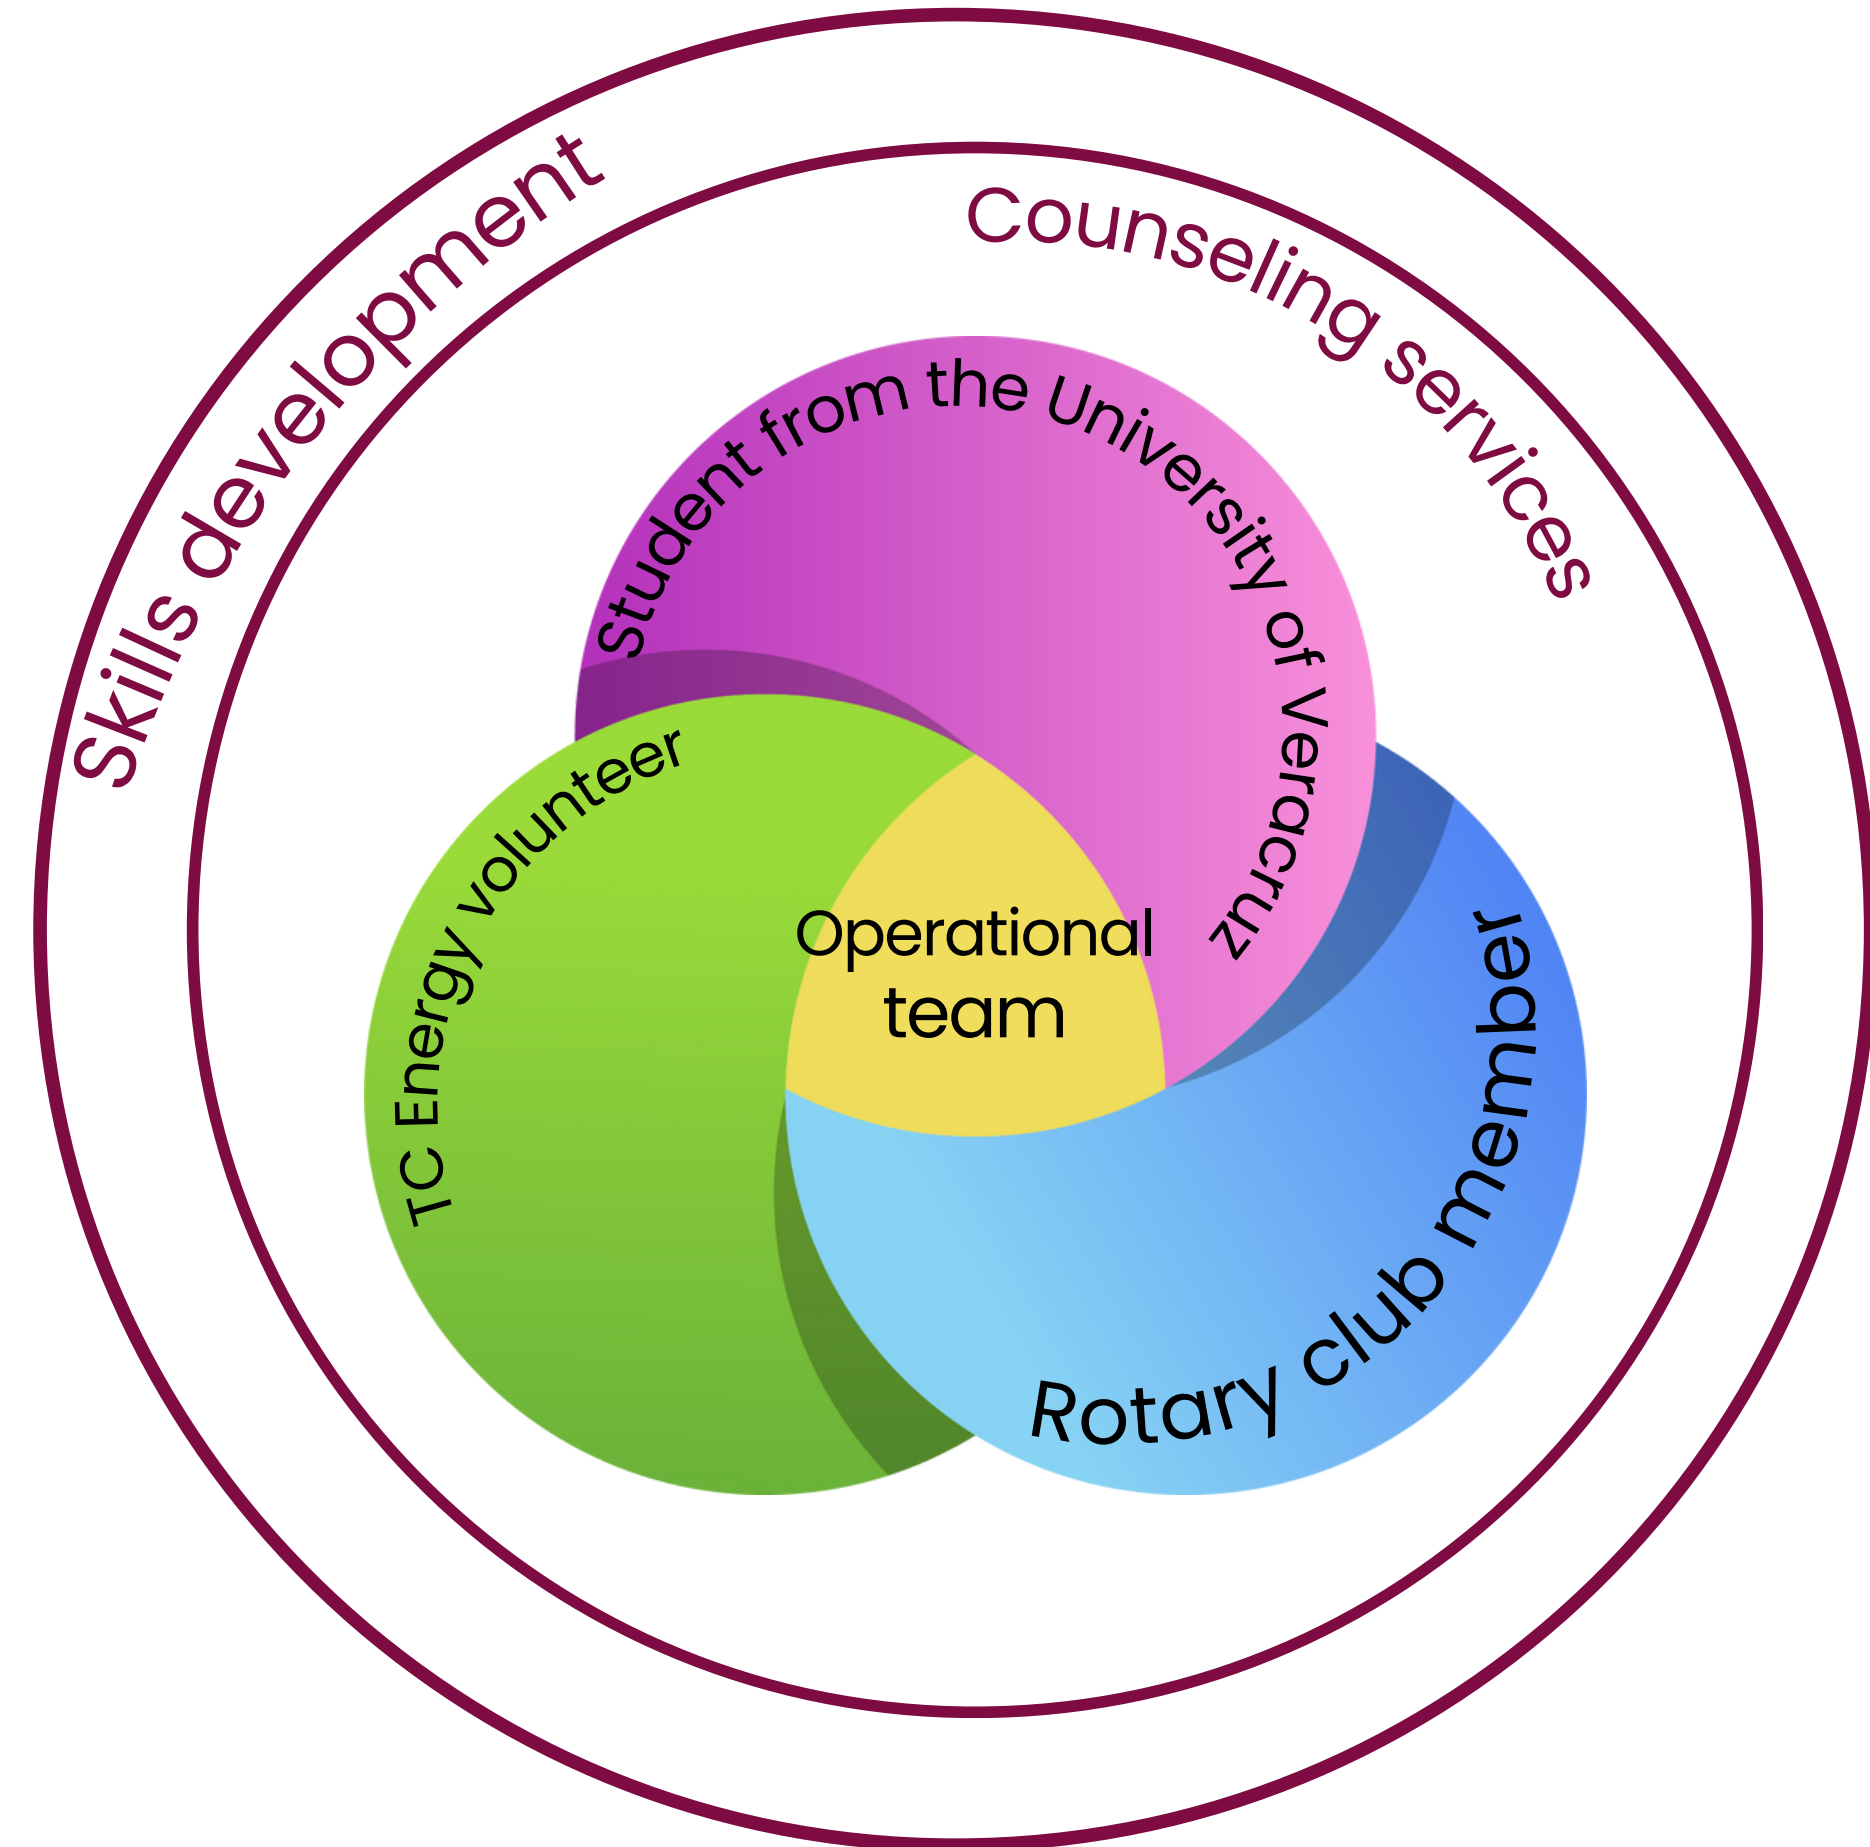 Skills development
Counseling services
Student from the University of Veracruz
TC Energy volunteer
Operational
team
Rotary club member